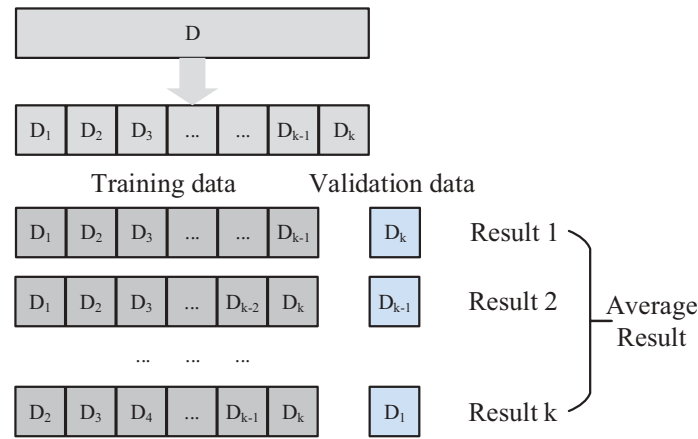 D
D₁ D₂ D₃ ... ... Dₖ₋₁ Dₖ
Training data Validation data
D₁ D₂ D₃ ... ... Dₖ₋₁ Dₖ Result 1
D₁ D₂ D₃ ... Dₖ₋₂ Dₖ Dₖ₋₁ Result 2
Average
Result
... ... ...
D₂ D₃ D₄ ... Dₖ₋₁ Dₖ D₁ Result k